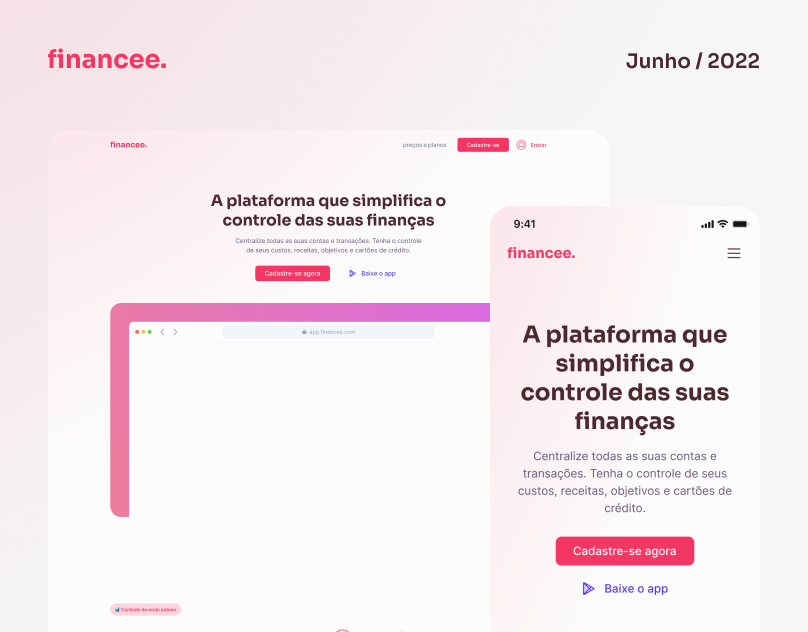 financee.
Junho / 2022
financee.
preços e planos
Cadastre-se
Entrar
A plataforma que simplifica o
controle das suas finanças
Centralize todas as suas contas e transações. Tenha o controle
de seus custos, receitas, objetivos e cartões de crédito.
Cadastre-se agora
Baixe o app
app.financee.com
Controle de onde estiver
9:41
financee.
A plataforma que
simplifica o
controle das suas
finanças
Centralize todas as suas contas e
transações. Tenha o controle de seus
custos, receitas, objetivos e cartões de
crédito.
Cadastre-se agora
Baixe o app